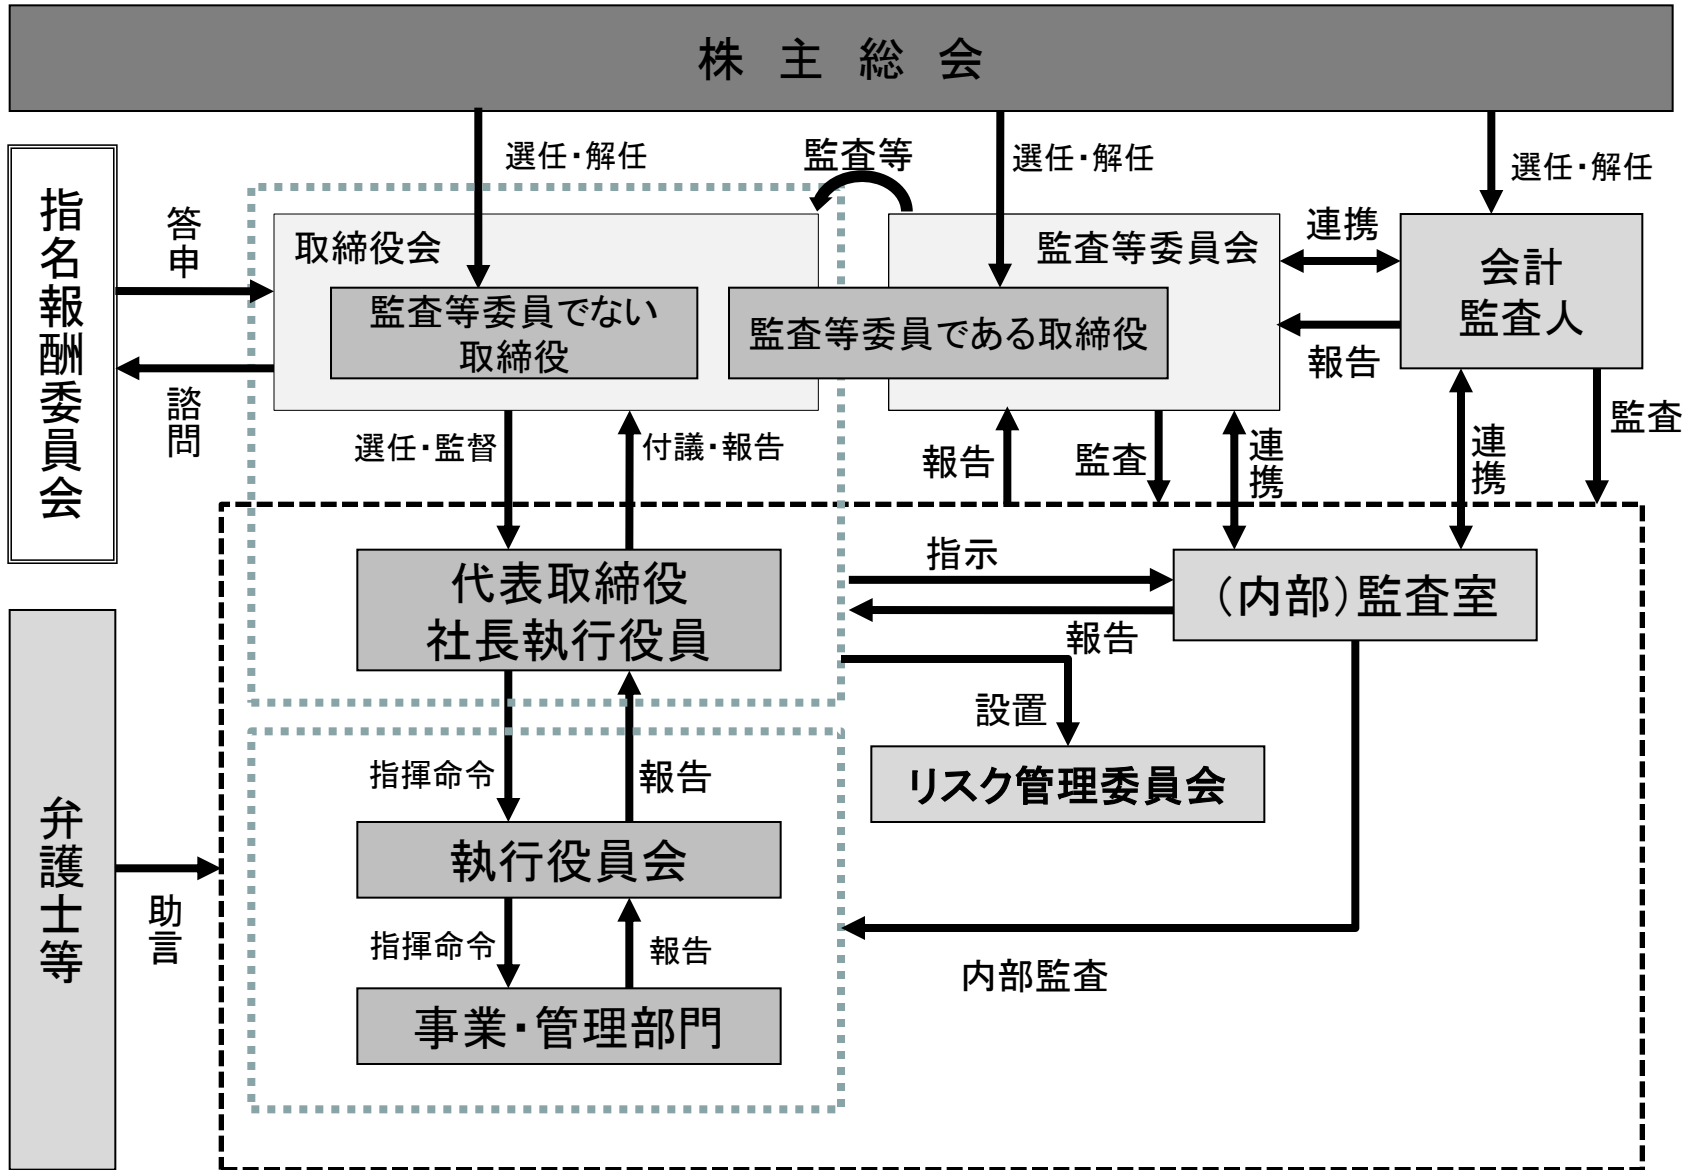 株主総会
選任・解任
監査等
選任・解任
選任・解任
指名報酬委員会
答申
諮問
取締役会
監査等委員でない
取締役
監査等委員会
監査等委員である取締役
連携
報告
会計
監査人
監査
選任・監督
付議・報告
報告
監査
連携
連携
代表取締役
社長執行役員
指示
報告
(内部)監査室
設置
リスク管理委員会
指揮命令
報告
執行役員会
指揮命令
報告
事業・管理部門
内部監査
弁護士等
助言